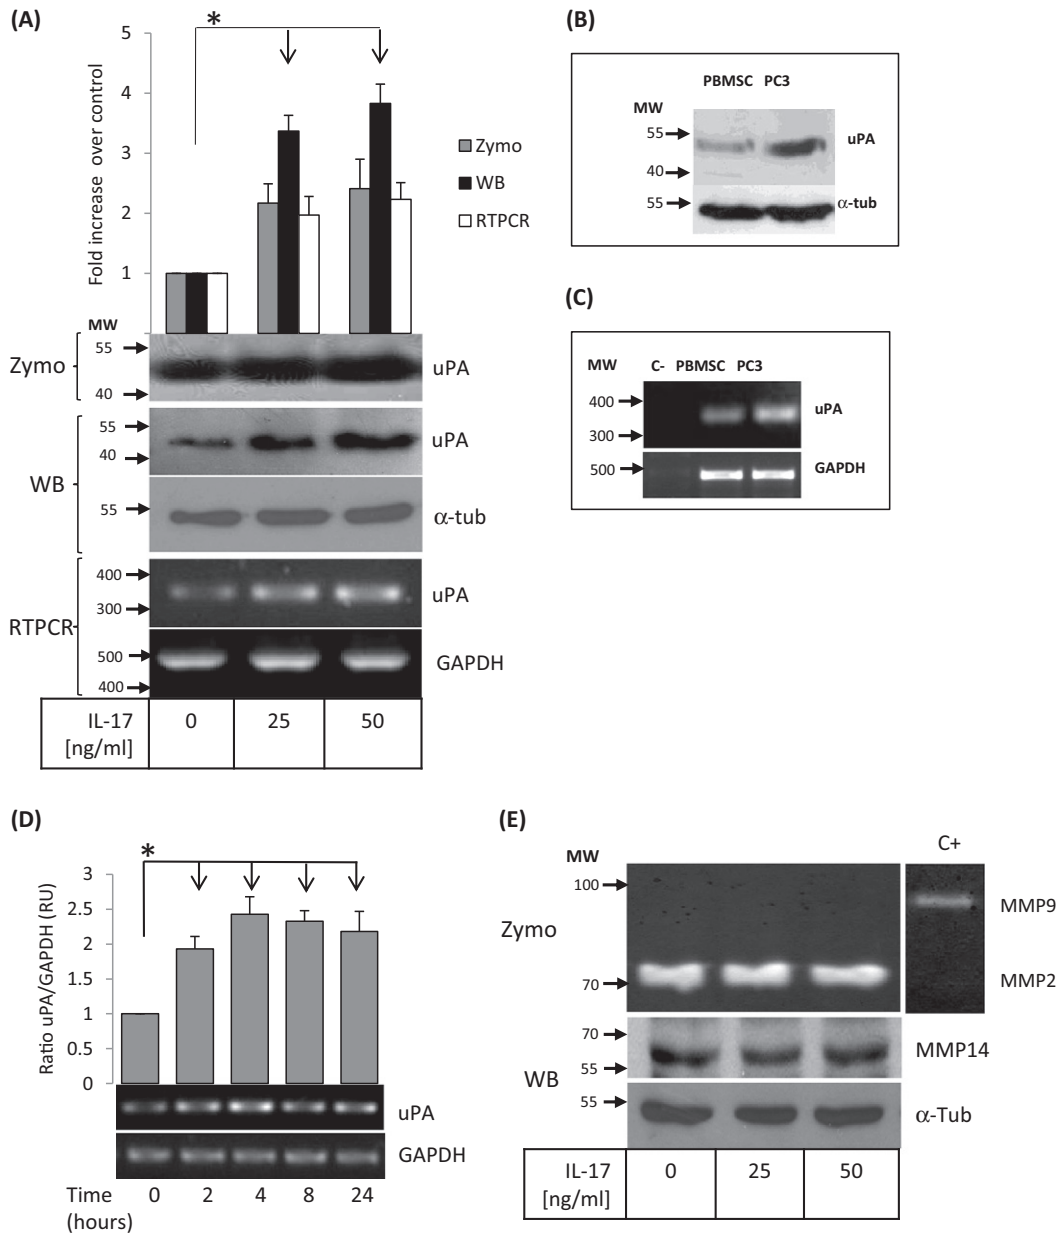 (A)
*
5
4
3
2
1
Fold increase over control
Zymo
WB
RTPCR
MW
Zymo
55
40
uPA
WB
55
40
uPA
55
α-tub
RTPCR
400
300
uPA
500
400
GAPDH
IL-17
[ng/ml]
0
25
50
(B)
PBMSC PC3
MW
55
40
uPA
55
α-tub
(C)
MW
C- PBMSC PC3
400
300
uPA
500
GAPDH
(D)
*
3
2.5
2
1.5
1
0.5
0
Ratio uPA/GAPDH (RU)
uPA
GAPDH
Time
(hours)
0 2 4 8 24
(E)
MW
C+
Zymo
100
70
MMP9
MMP2
WB
70
55
MMP14
55
α-Tub
IL-17
[ng/ml]
0
25
50